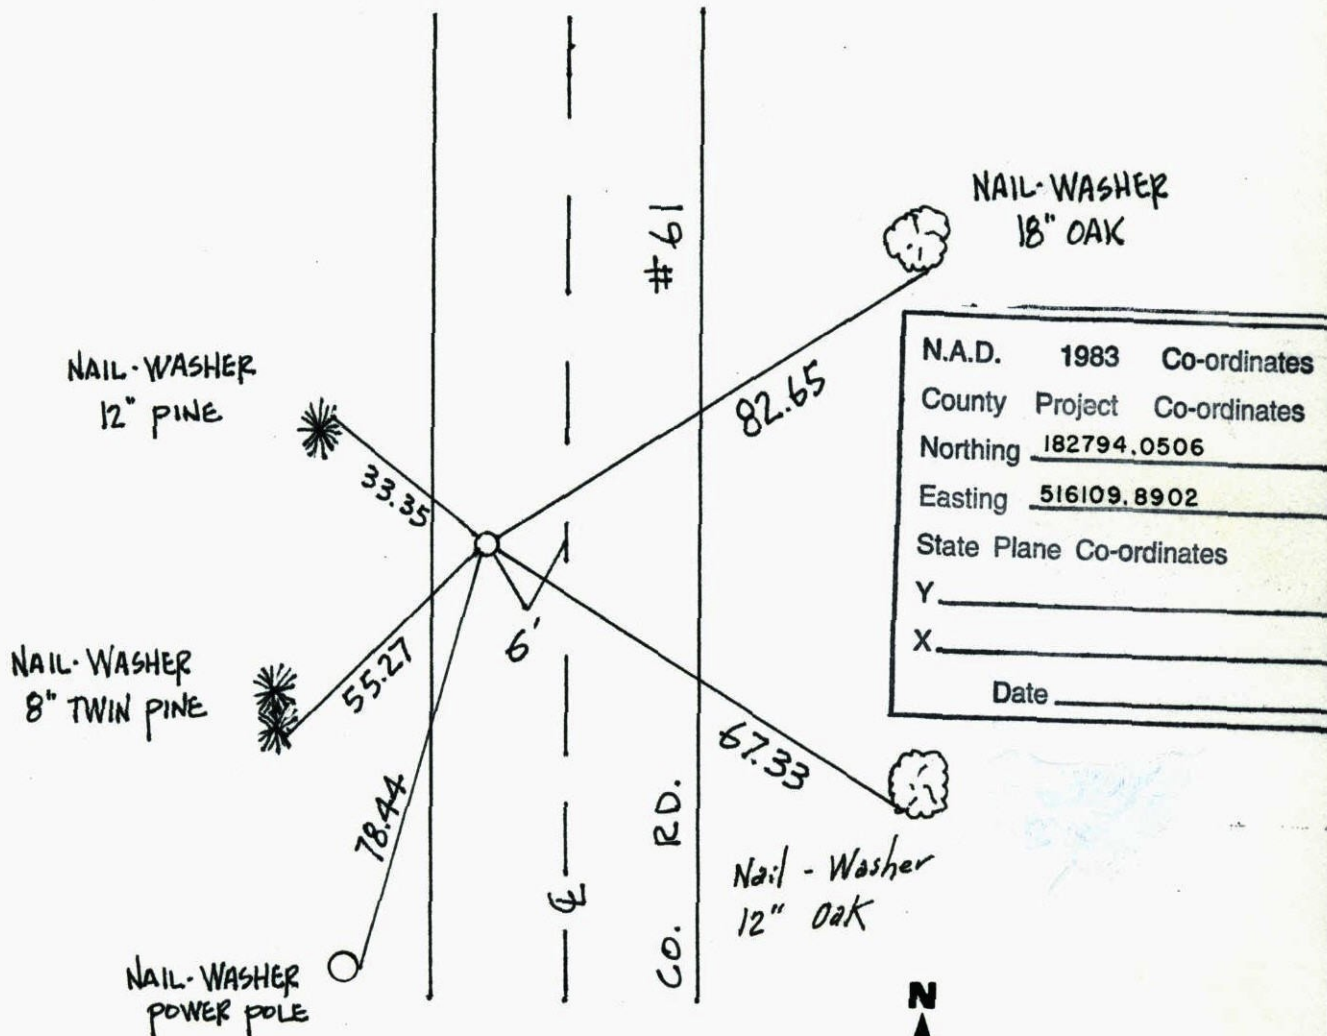 NAIL-WASHER
18" OAK
# 61
NAIL-WASHER
12" PINE
33.35
82.65
N.A.D. 1983 Co-ordinates
County Project Co-ordinates
Northing 182794.0506
Easting 516109.8902
State Plane Co-ordinates
Y
X
Date
NAIL-WASHER
8" TWIN PINE
55.27
6'
67.33
78.44
CO. RD.
℄
Nail - Washer
12" Oak
NAIL-WASHER
POWER POLE
N